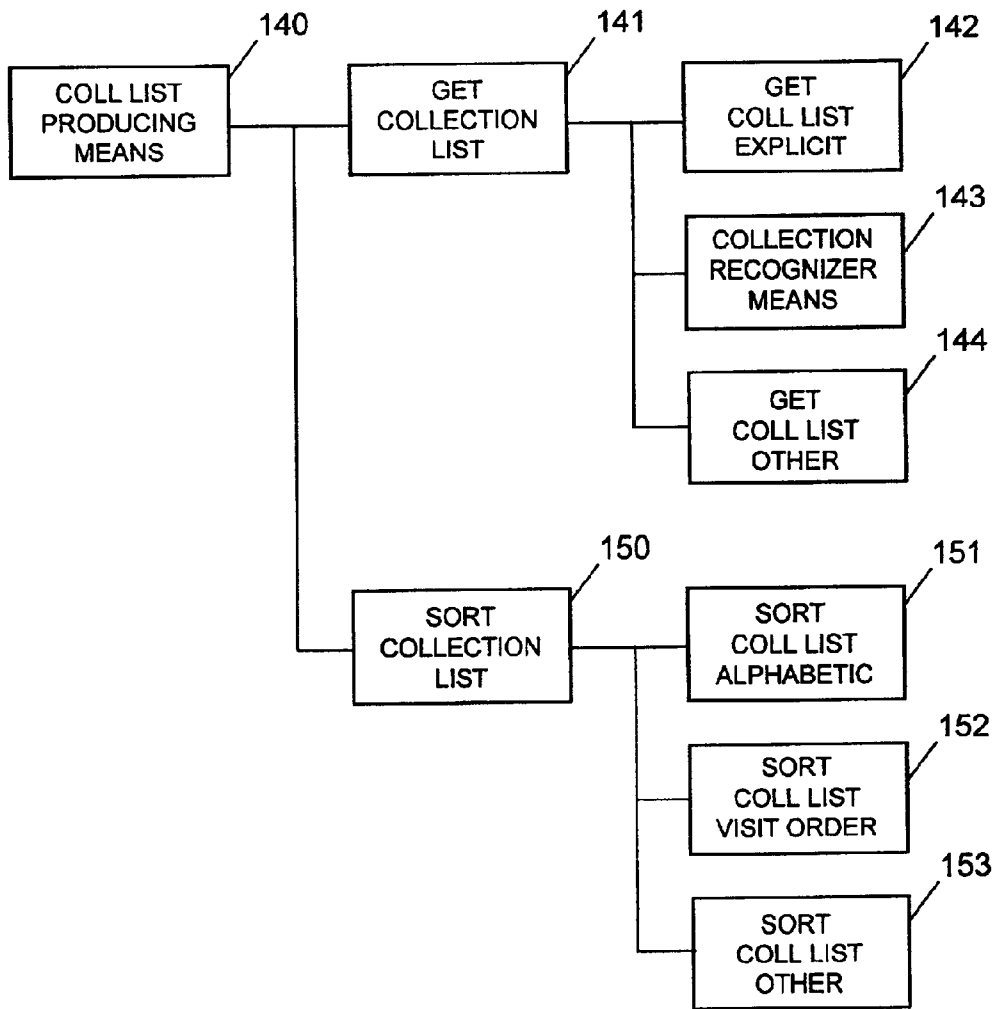 140
COLL LIST
PRODUCING
MEANS
141
GET
COLLECTION
LIST
142
GET
COLL LIST
EXPLICIT
143
COLLECTION
RECOGNIZER
MEANS
144
GET
COLL LIST
OTHER
150
SORT
COLLECTION
LIST
151
SORT
COLL LIST
ALPHABETIC
152
SORT
COLL LIST
VISIT ORDER
153
SORT
COLL LIST
OTHER